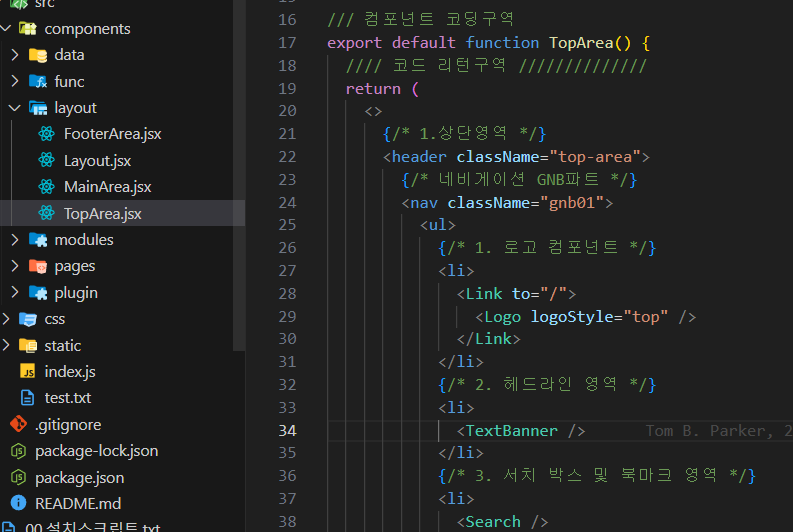 src
components
data
func
layout
FooterArea.jsx
Layout.jsx
MainArea.jsx
TopArea.jsx
modules
pages
plugin
css
static
index.js
test.txt
.gitignore
package-lock.json
package.json
README.md
00.설치스크립트.txt
16 /// 컴포넌트 코딩구역
17 export default function TopArea() {
18 //// 코드 리턴구역 //////////////
19 return (
20 <>
21 {/* 1.상단영역 */}
22 <header className="top-area">
23 {/* 네비게이션 GNB파트 */}
24 <nav className="gnb01">
25 <ul>
26 {/* 1. 로고 컴포넌트 */}
27 <li>
28 <Link to="/">
29 <Logo logoStyle="top" />
30 </Link>
31 </li>
32 {/* 2. 헤드라인 영역 */}
33 <li>
34 <TextBanner /> Tom B. Parker, 2
35 </li>
36 {/* 3. 서치 박스 및 북마크 영역 */}
37 <li>
38 <Search />